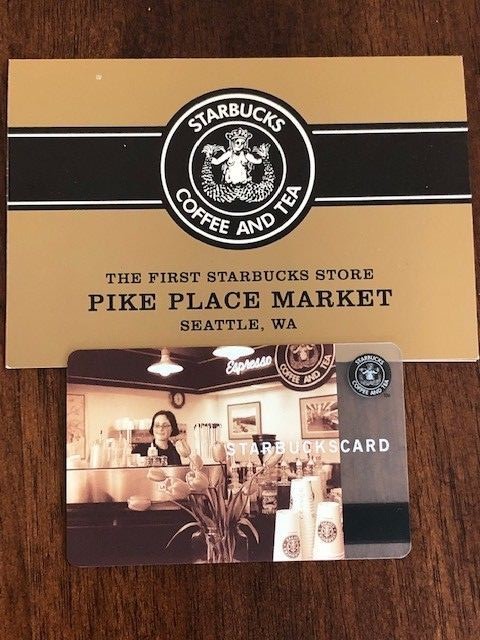 STARBUCKS
COFFEE AND TEA
THE FIRST STARBUCKS STORE
PIKE PLACE MARKET
SEATTLE, WA
Espresso
COFFEE AND TEA
STARBUCKS
COFFEE AND TEA
STARBUCKSCARD